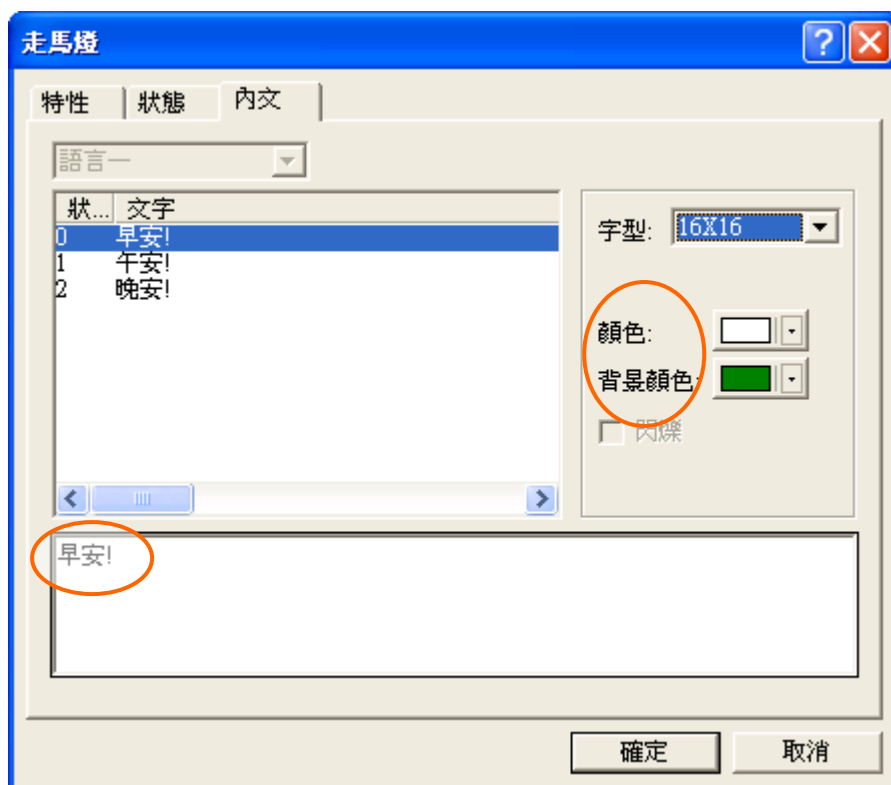 走馬燈
特性 狀態 內文
語言一
狀... 文字
0 早安!
1 午安!
2 晚安!
字型: 16X16
顏色:
背景顏色:
閃爍
早安!
確定 取消